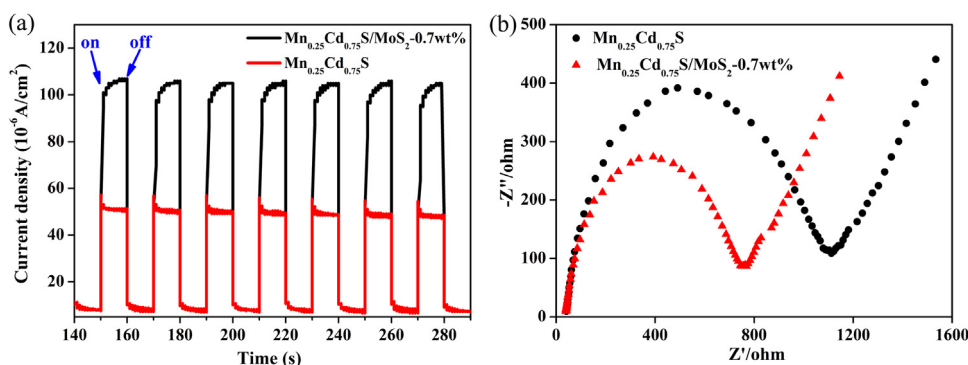 (a)
on
off
Mn0.25Cd0.75S/MoS2-0.7wt%
Mn0.25Cd0.75S
120
100
80
60
40
20
Current density (10-6A/cm2)
140 160 180 200 220 240 260 280
Time (s)
(b)
Mn0.25Cd0.75S
Mn0.25Cd0.75S/MoS2-0.7wt%
500
400
300
200
100
0
-Z''/ohm
0 400 800 1200 1600
Z'/ohm